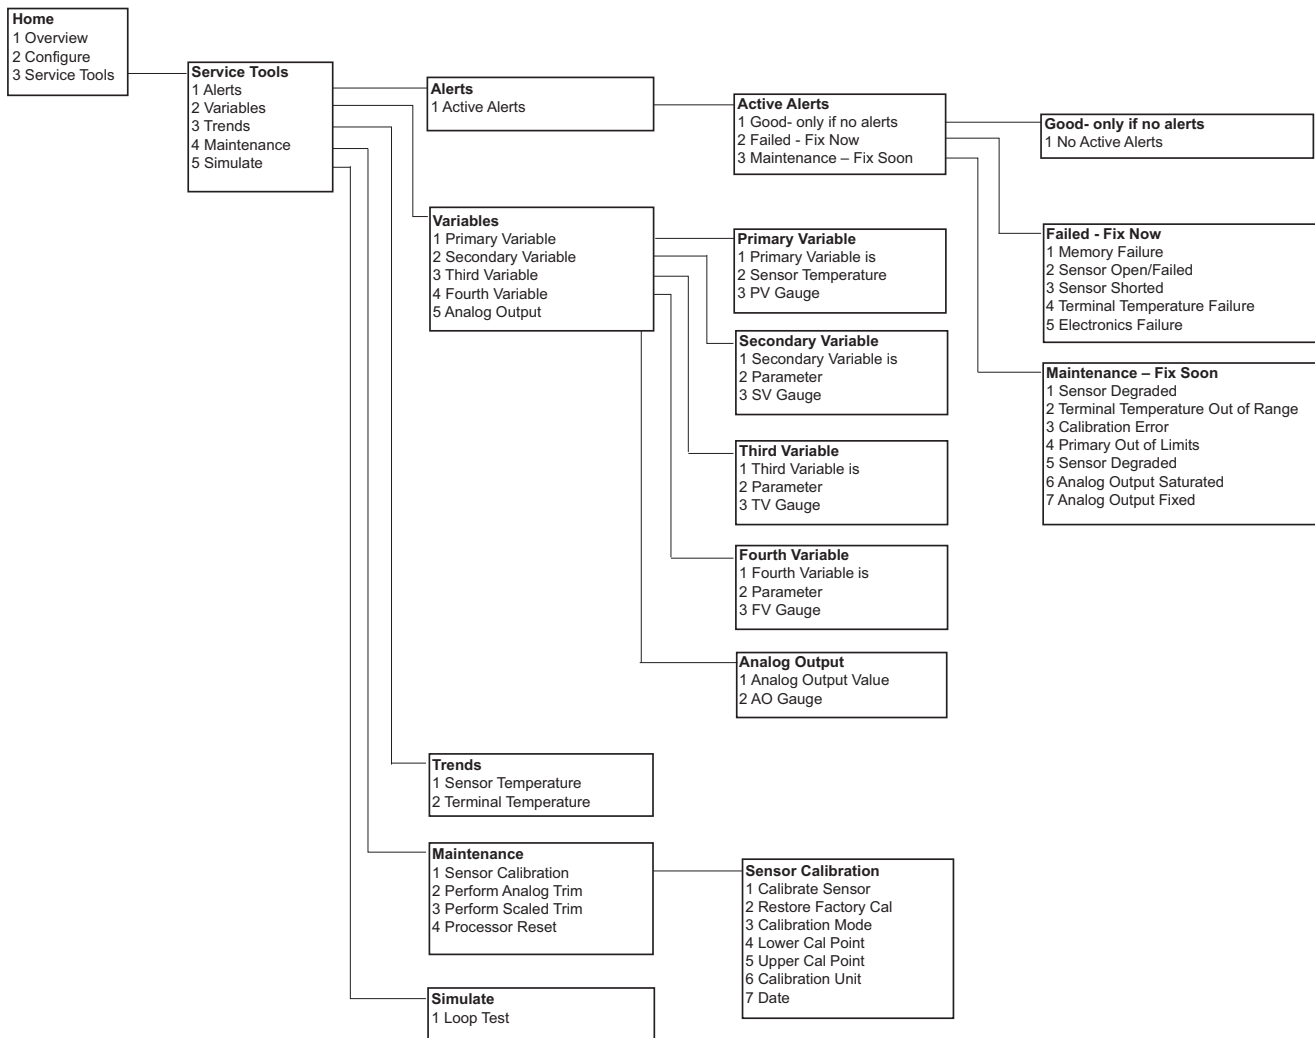 Home
1 Overview
2 Configure
3 Service Tools
Service Tools
1 Alerts
2 Variables
3 Trends
4 Maintenance
5 Simulate
Alerts
1 Active Alerts
Active Alerts
1 Good- only if no alerts
2 Failed - Fix Now
3 Maintenance – Fix Soon
Good- only if no alerts
1 No Active Alerts
Failed - Fix Now
1 Memory Failure
2 Sensor Open/Failed
3 Sensor Shorted
4 Terminal Temperature Failure
5 Electronics Failure
Maintenance – Fix Soon
1 Sensor Degraded
2 Terminal Temperature Out of Range
3 Calibration Error
4 Primary Out of Limits
5 Sensor Degraded
6 Analog Output Saturated
7 Analog Output Fixed
Variables
1 Primary Variable
2 Secondary Variable
3 Third Variable
4 Fourth Variable
5 Analog Output
Primary Variable
1 Primary Variable is
2 Sensor Temperature
3 PV Gauge
Secondary Variable
1 Secondary Variable is
2 Parameter
3 SV Gauge
Third Variable
1 Third Variable is
2 Parameter
3 TV Gauge
Fourth Variable
1 Fourth Variable is
2 Parameter
3 FV Gauge
Analog Output
1 Analog Output Value
2 AO Gauge
Trends
1 Sensor Temperature
2 Terminal Temperature
Maintenance
1 Sensor Calibration
2 Perform Analog Trim
3 Perform Scaled Trim
4 Processor Reset
Sensor Calibration
1 Calibrate Sensor
2 Restore Factory Cal
3 Calibration Mode
4 Lower Cal Point
5 Upper Cal Point
6 Calibration Unit
7 Date
Simulate
1 Loop Test